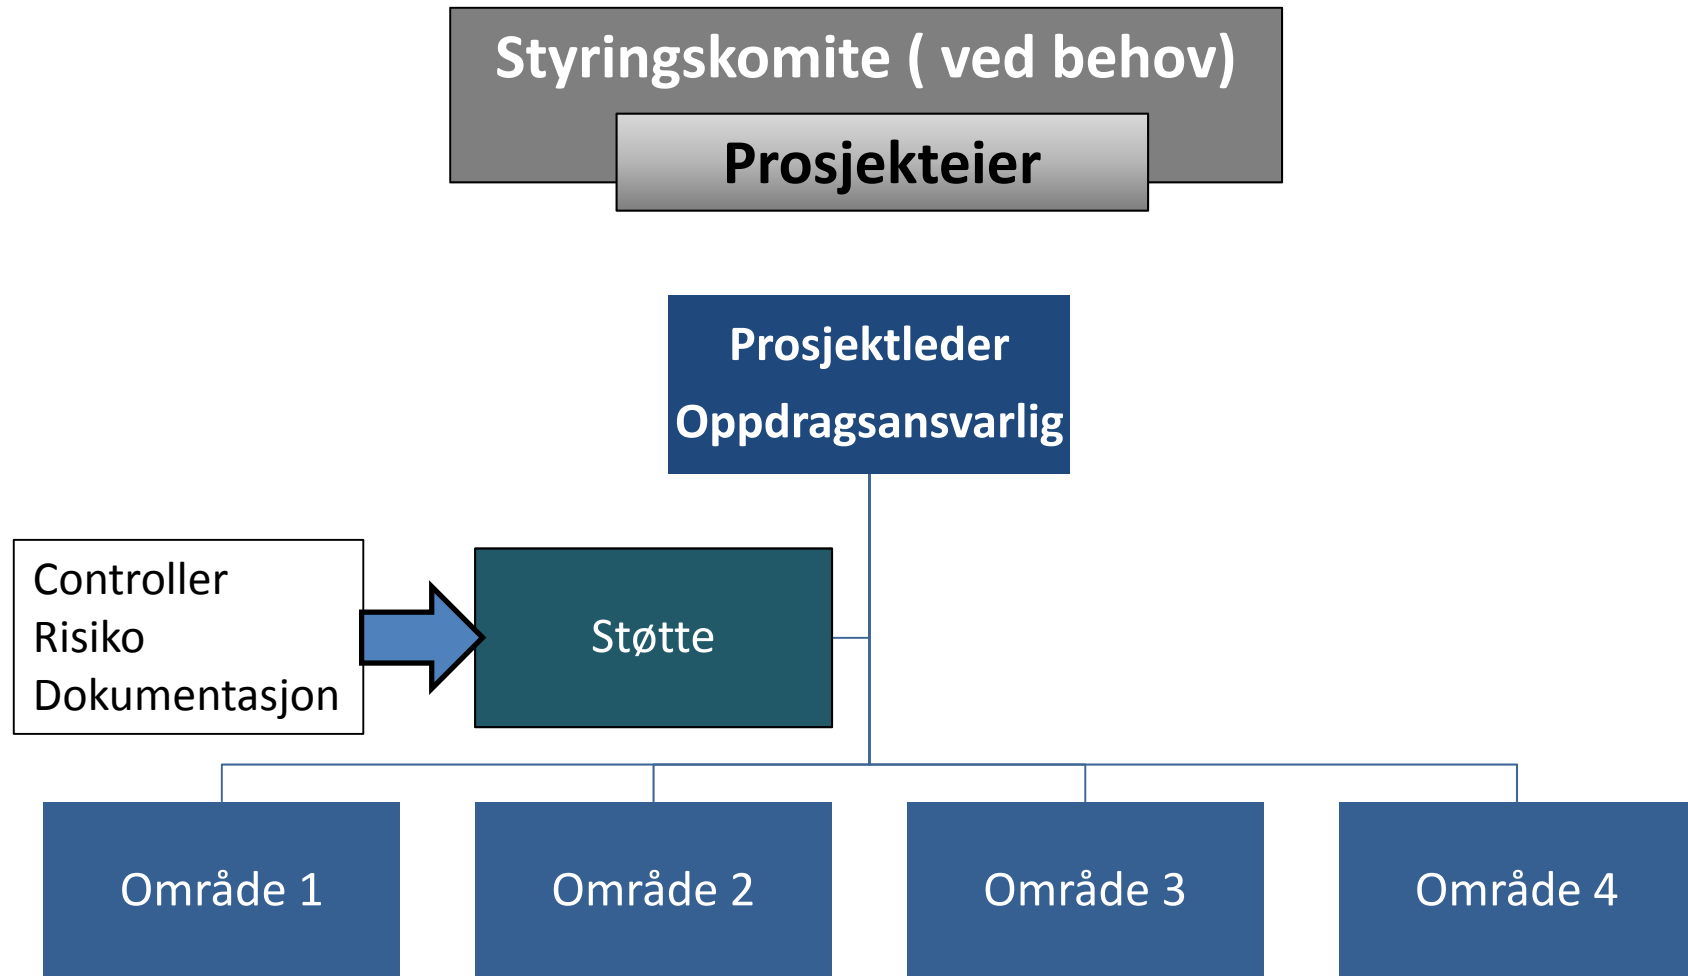 Styringskomite ( ved behov)
Prosjekteier
Prosjektleder
Oppdragsansvarlig
Controller
Risiko
Dokumentasjon
Støtte
Område 1
Område 2
Område 3
Område 4